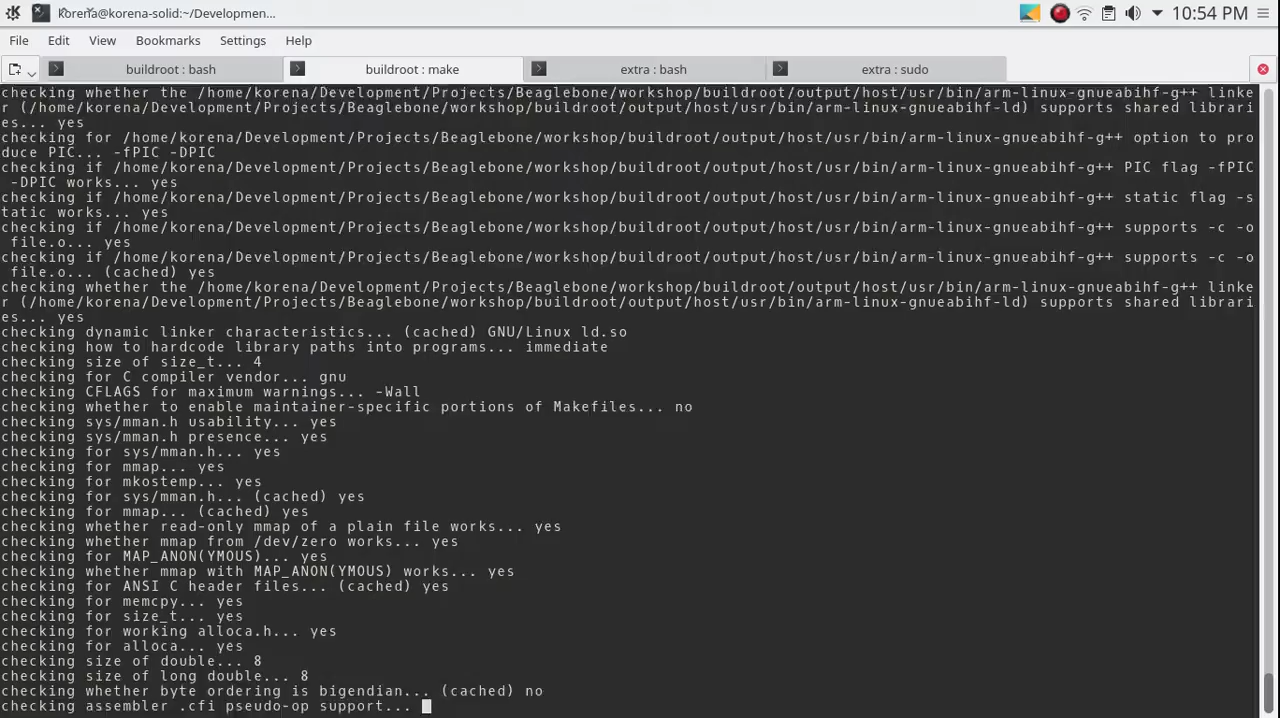 korena@korena-solid:~/Developmen...
10:54 PM
File Edit View Bookmarks Settings Help
buildroot : bash
buildroot : make
extra : bash
extra : sudo
checking whether the /home/korena/Development/Projects/Beaglebone/workshop/buildroot/output/host/usr/bin/arm-linux-gnueabihf-g++ linke
r (/home/korena/Development/Projects/Beaglebone/workshop/buildroot/output/host/usr/bin/arm-linux-gnueabihf-ld) supports shared librari
es... yes
checking for /home/korena/Development/Projects/Beaglebone/workshop/buildroot/output/host/usr/bin/arm-linux-gnueabihf-g++ option to pro
duce PIC... -fPIC -DPIC
checking if /home/korena/Development/Projects/Beaglebone/workshop/buildroot/output/host/usr/bin/arm-linux-gnueabihf-g++ PIC flag -fPIC
 -DPIC works... yes
checking if /home/korena/Development/Projects/Beaglebone/workshop/buildroot/output/host/usr/bin/arm-linux-gnueabihf-g++ static flag -s
tatic works... yes
checking if /home/korena/Development/Projects/Beaglebone/workshop/buildroot/output/host/usr/bin/arm-linux-gnueabihf-g++ supports -c -o
 file.o... yes
checking if /home/korena/Development/Projects/Beaglebone/workshop/buildroot/output/host/usr/bin/arm-linux-gnueabihf-g++ supports -c -o
 file.o... (cached) yes
checking whether the /home/korena/Development/Projects/Beaglebone/workshop/buildroot/output/host/usr/bin/arm-linux-gnueabihf-g++ linke
r (/home/korena/Development/Projects/Beaglebone/workshop/buildroot/output/host/usr/bin/arm-linux-gnueabihf-ld) supports shared librari
es... yes
checking dynamic linker characteristics... (cached) GNU/Linux ld.so
checking how to hardcode library paths into programs... immediate
checking size of size_t... 4
checking for C compiler vendor... gnu
checking CFLAGS for maximum warnings... -Wall
checking whether to enable maintainer-specific portions of Makefiles... no
checking sys/mman.h usability... yes
checking sys/mman.h presence... yes
checking for sys/mman.h... yes
checking for mmap... yes
checking for mkostemp... yes
checking for sys/mman.h... (cached) yes
checking for mmap... (cached) yes
checking whether read-only mmap of a plain file works... yes
checking whether mmap from /dev/zero works... yes
checking for MAP_ANON(YMOUS)... yes
checking whether mmap with MAP_ANON(YMOUS) works... yes
checking for ANSI C header files... (cached) yes
checking for memcpy... yes
checking for size_t... yes
checking for working alloca.h... yes
checking for alloca... yes
checking size of double... 8
checking size of long double... 8
checking whether byte ordering is bigendian... (cached) no
checking assembler .cfi pseudo-op support...